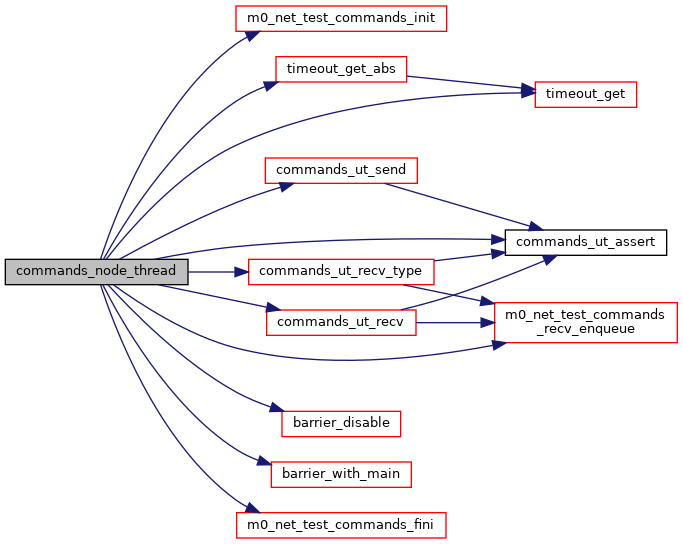 m0_net_test_commands_init
timeout_get_abs
timeout_get
commands_ut_send
commands_ut_assert
commands_node_thread
commands_ut_recv_type
commands_ut_recv
m0_net_test_commands
_recv_enqueue
barrier_disable
barrier_with_main
m0_net_test_commands_fini